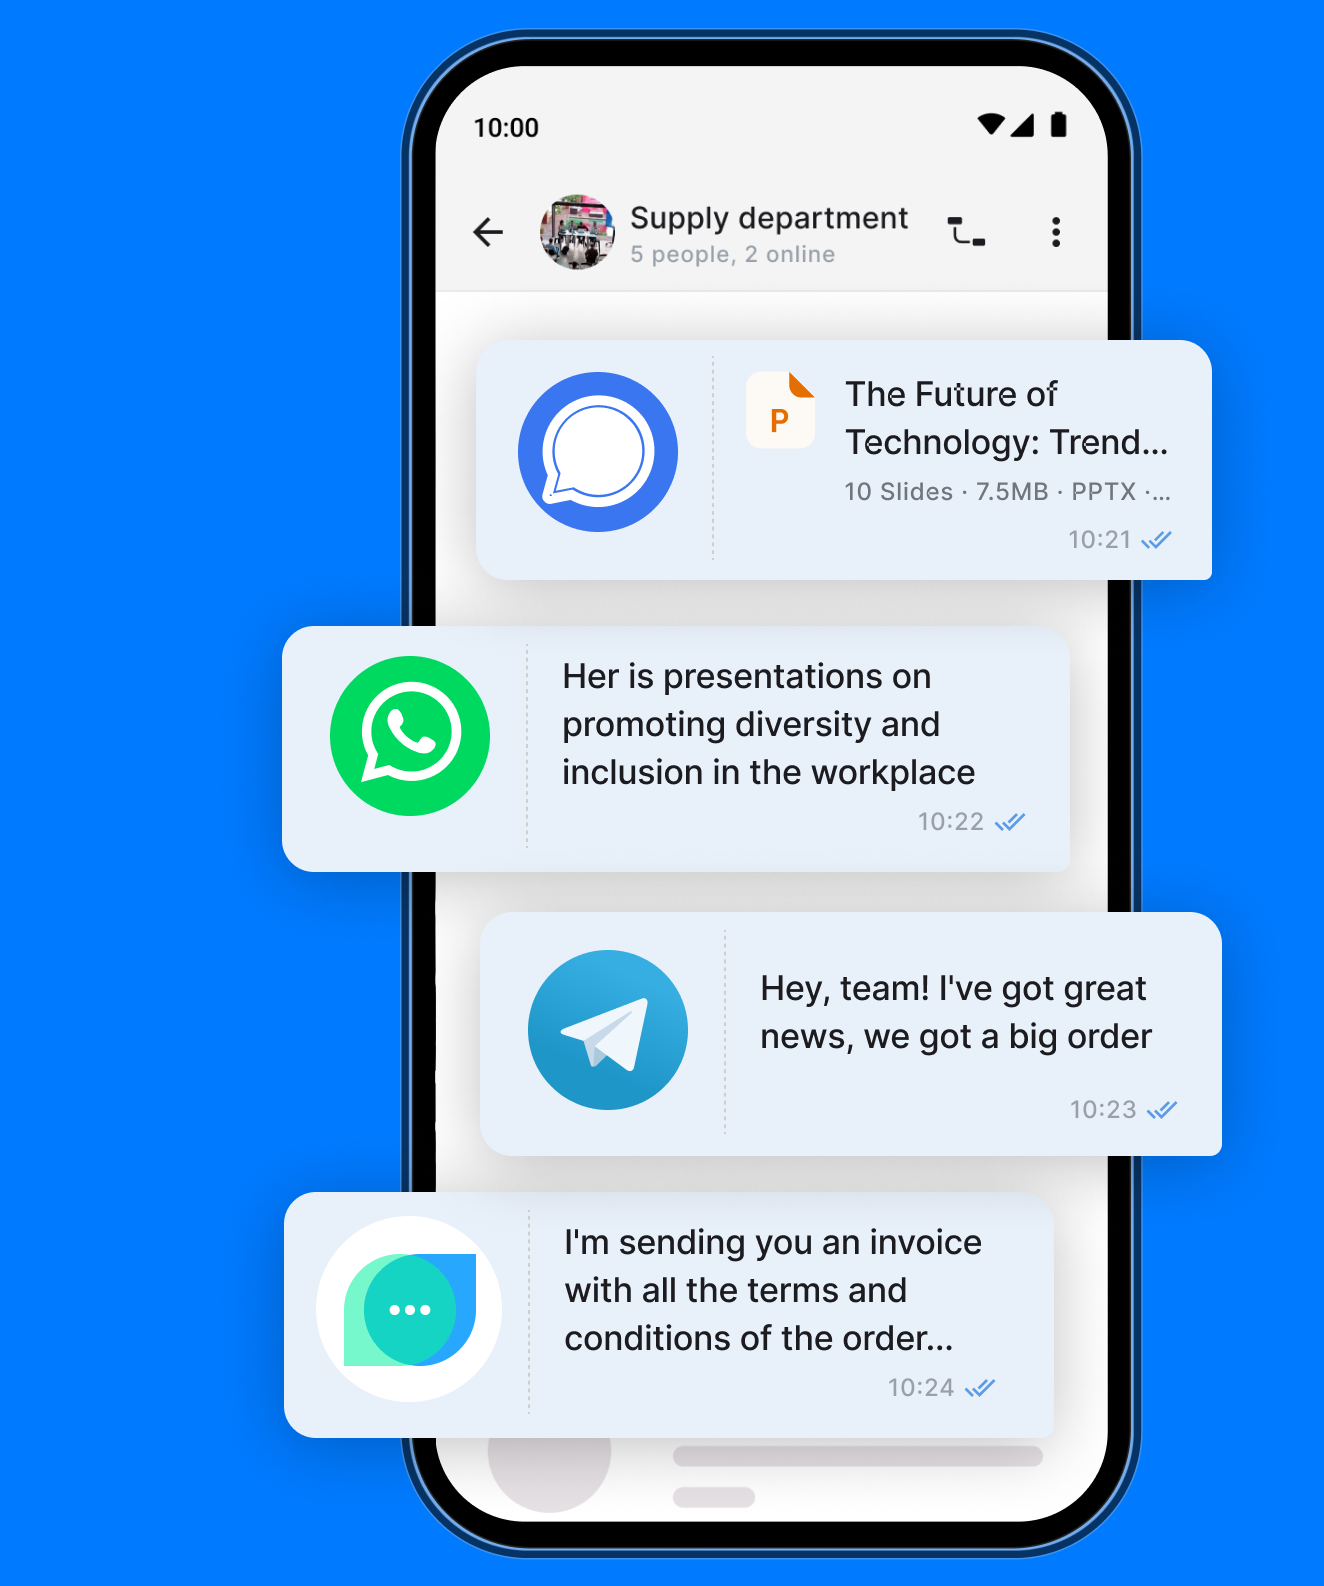 10:00
Supply department
5 people, 2 online
P
The Future of
Technology: Trend...
10 Slides · 7.5MB · PPTX ·...
10:21
Her is presentations on
promoting diversity and
inclusion in the workplace
10:22
Hey, team! I've got great
news, we got a big order
10:23
I'm sending you an invoice
with all the terms and
conditions of the order...
10:24